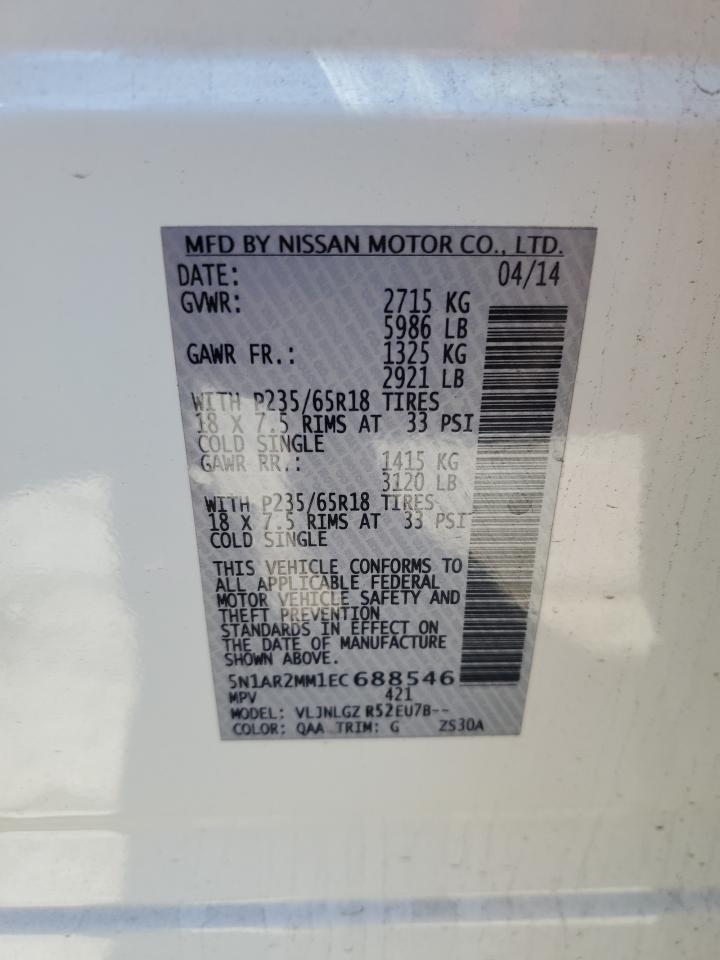 MFD BY NISSAN MOTOR CO., LTD.
DATE: 04/14
GVWR: 2715 KG
5986 LB
GAWR FR.: 1325 KG
2921 LB
WITH P235/65R18 TIRES
18 X 7.5 RIMS AT 33 PSI
COLD SINGLE
GAWR RR.: 1415 KG
3120 LB
WITH P235/65R18 TIRES
18 X 7.5 RIMS AT 33 PSI
COLD SINGLE
THIS VEHICLE CONFORMS TO
ALL APPLICABLE FEDERAL
MOTOR VEHICLE SAFETY AND
THEFT PREVENTION
STANDARDS IN EFFECT ON
THE DATE OF MANUFACTURE
SHOWN ABOVE.
5N1AR2MM1EC688546
MPV 421
MODEL: VLJNLGZ R52EU7B--
COLOR: QAA TRIM: G ZS30A